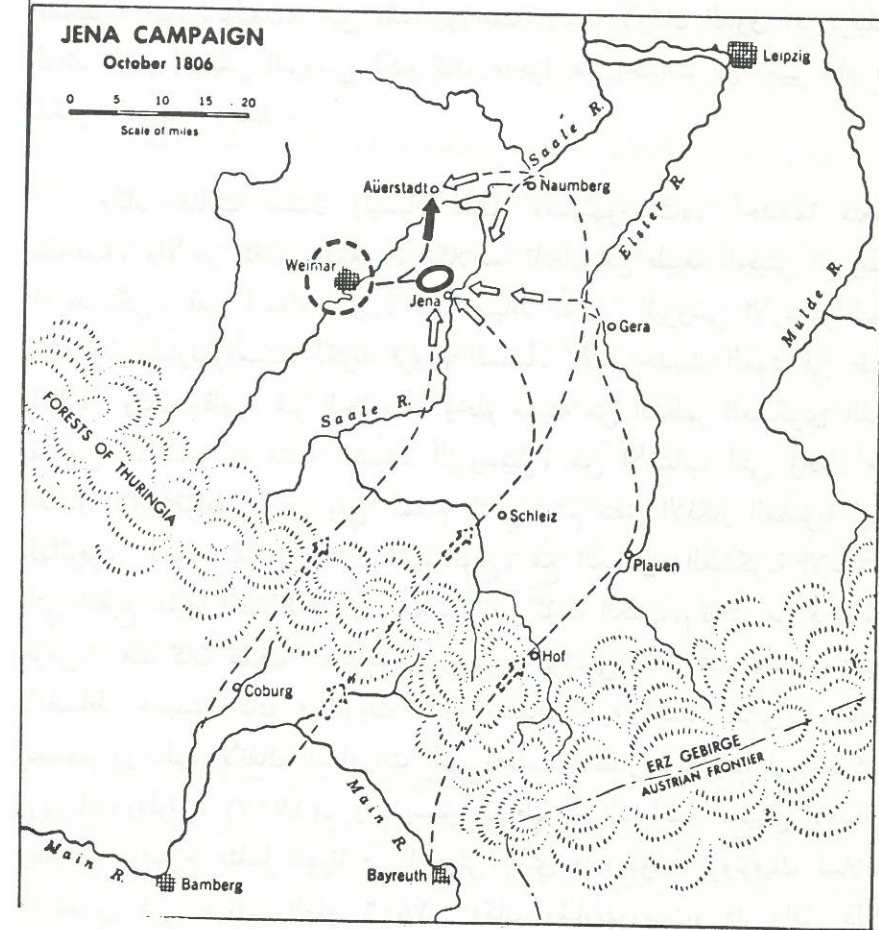 JENA CAMPAIGN
October 1806
0 5 10 15 20
Scale of miles
Leipzig
Saale R.
Aüerstadt
Naumberg
Elster R.
Weimar
Jena
Gera
Mulde R.
Saale R.
FORESTS OF THURINGIA
Schleiz
Plauen
Hof
Coburg
ERZ GEBIRGE
AUSTRIAN FRONTIER
Main R.
Main R.
Bamberg
Bayreuth